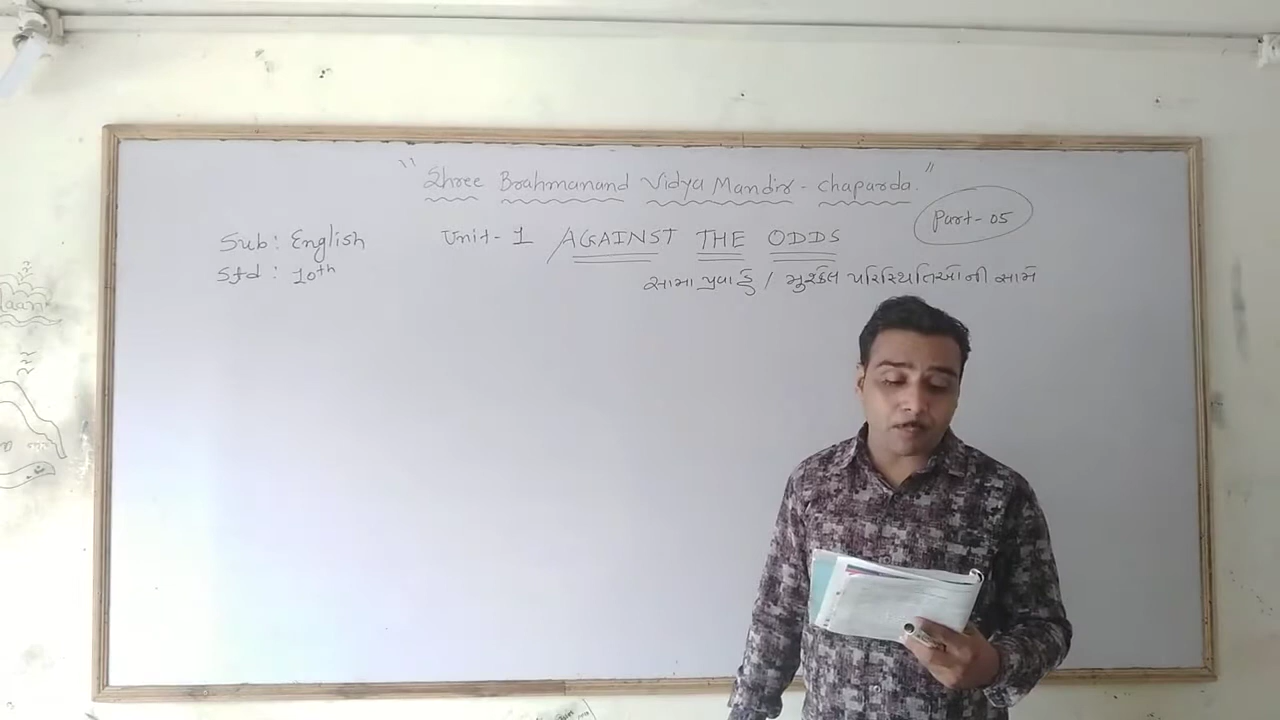 "Shree Brahmanand Vidya Mandir - Chaparda."
Part-05
Sub: English Unit-1 AGAINST THE ODDS
Std: 10th
સામા પ્રવાહે / મુશ્કેલ પરિસ્થિતિઓની સામે